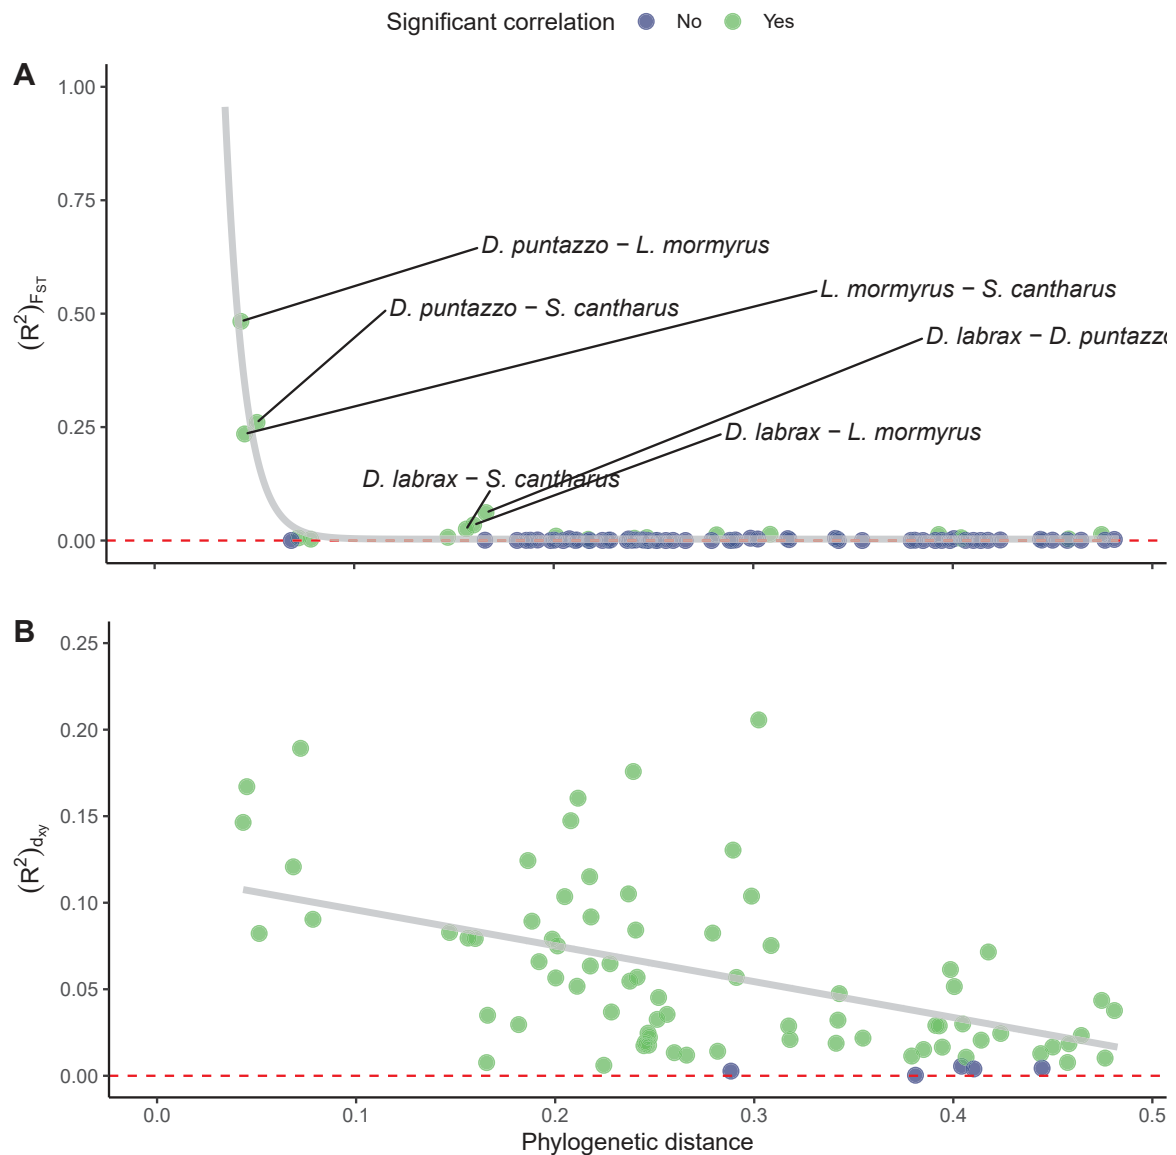 Significant correlation No Yes
A
1.00
0.75
0.50
0.25
0.00
(R²)FST
D. puntazzo − L. mormyrus
D. puntazzo − S. cantharus
L. mormyrus − S. cantharus
D. labrax − D. puntazzo
D. labrax − L. mormyrus
D. labrax − S. cantharus
B
0.25
0.20
0.15
0.10
0.05
0.00
(R²)dxy
0.0 0.1 0.2 0.3 0.4 0.5
Phylogenetic distance